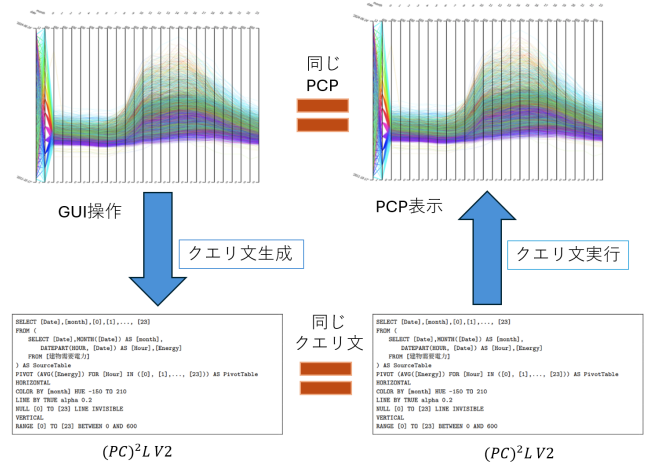 同じ
PCP
GUI操作
PCP表示
クエリ文生成
クエリ文実行
SELECT [Date],[month],[0],[1],..., [23]
FROM (
SELECT [Date],MONTH([Date]) AS [month],
DATEPART(HOUR, [Date]) AS [Hour],[Energy]
FROM [建物需要電力]
) AS SourceTable
PIVOT (AVG([Energy]) FOR [Hour] IN ([0], [1],..., [23])) AS PivotTable
HORIZONTAL
COLOR BY [month] HUE -150 TO 210
LINE BY TRUE alpha 0.2
NULL [0] TO [23] LINE INVISIBLE
VERTICAL
RANGE [0] TO [23] BETWEEN 0 AND 600
同じ
クエリ文
SELECT [Date],[month],[0],[1],..., [23]
FROM (
SELECT [Date],MONTH([Date]) AS [month],
DATEPART(HOUR, [Date]) AS [Hour],[Energy]
FROM [建物需要電力]
) AS SourceTable
PIVOT (AVG([Energy]) FOR [Hour] IN ([0], [1],..., [23])) AS PivotTable
HORIZONTAL
COLOR BY [month] HUE -150 TO 210
LINE BY TRUE alpha 0.2
NULL [0] TO [23] LINE INVISIBLE
VERTICAL
RANGE [0] TO [23] BETWEEN 0 AND 600
(PC)²L V2
(PC)²L V2